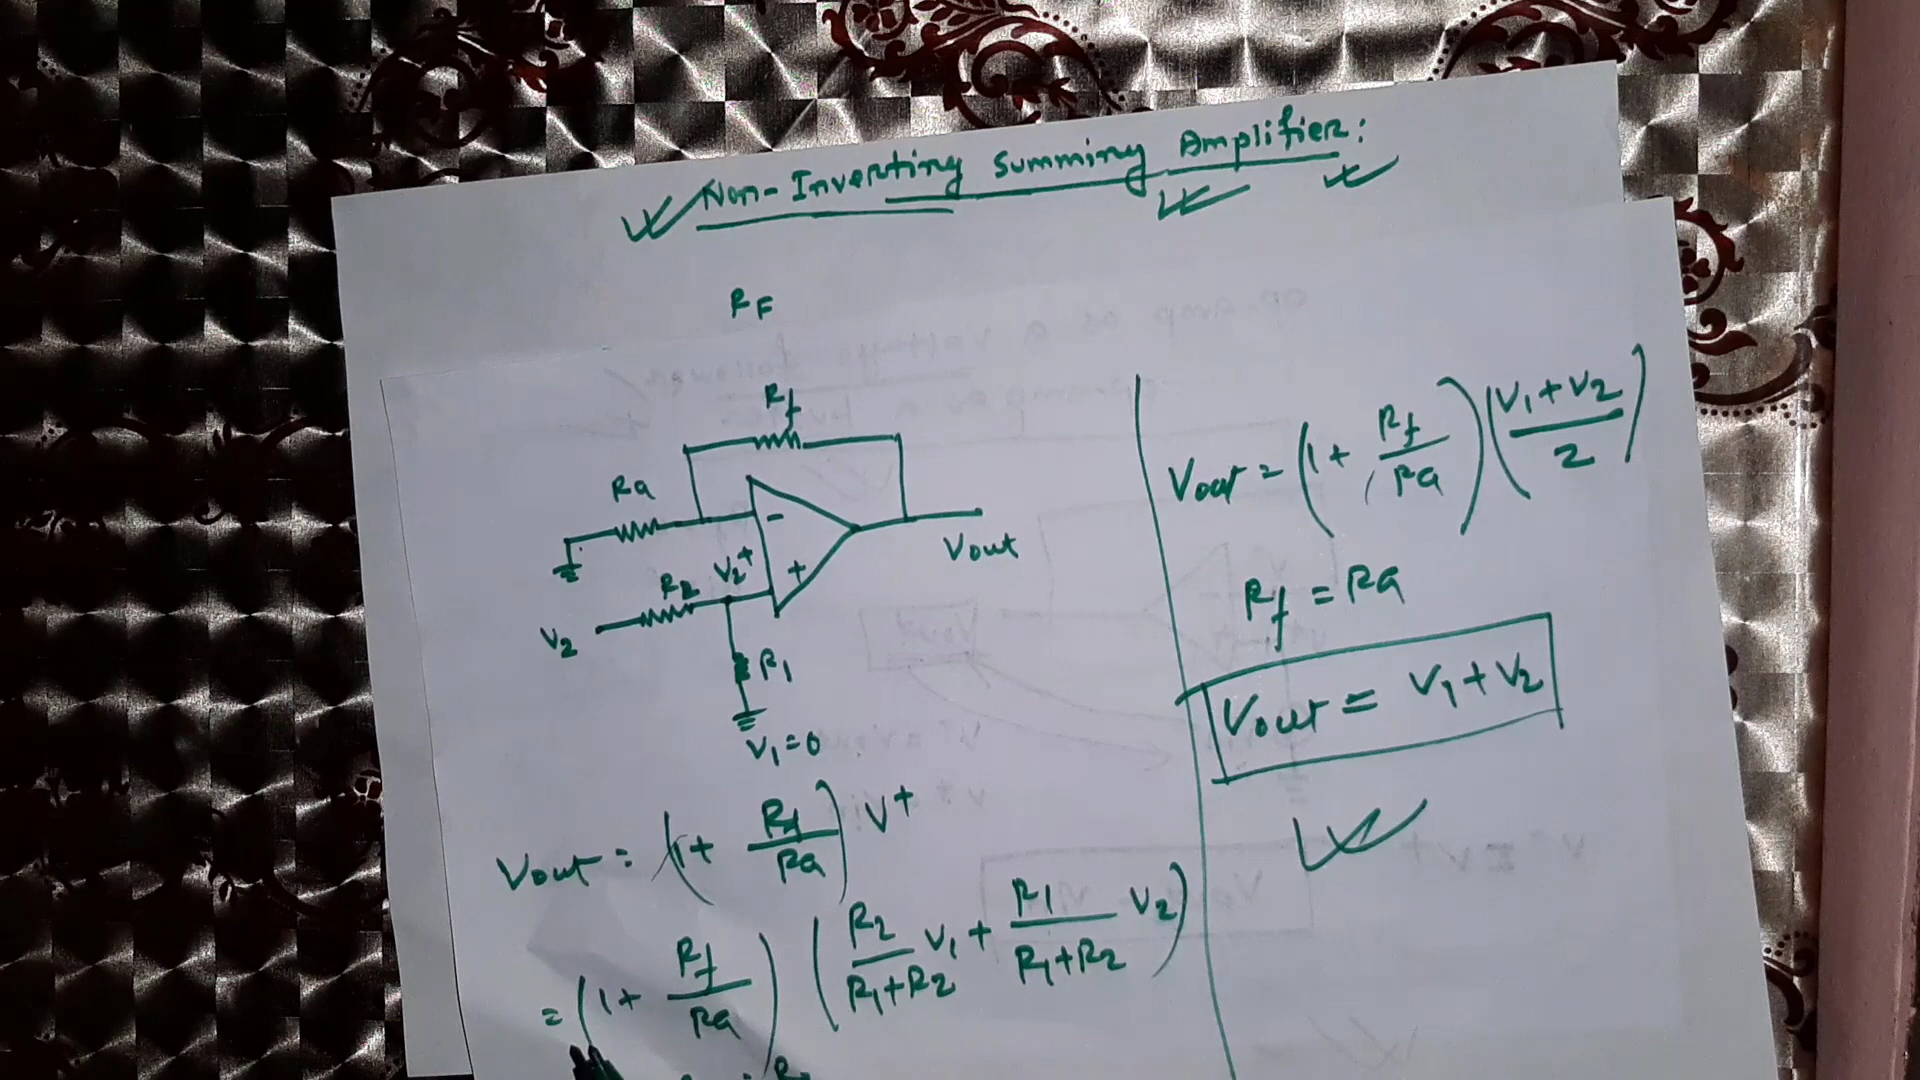 Non-Inverting Summing Amplifier:
RF
Rf
Ra
-
V2+
+
Vout
R2
V2
R1
V1=0
Vout = (1+ Rf/Ra) V+
= (1+ Rf/Ra) (R2/R1+R2 V1 + R1/R1+R2 V2)
Vout = (1+ Rf/Ra) (V1+V2/2)
Rf = Ra
Vout = V1+V2